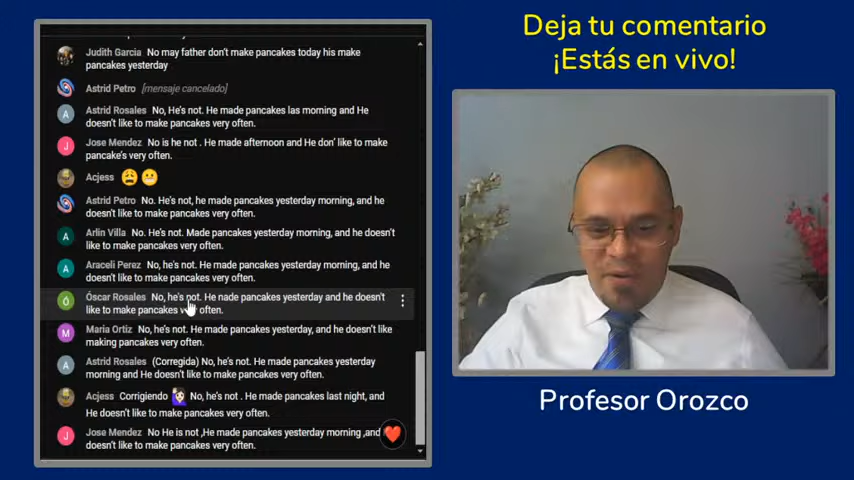 Deja tu comentario
¡Estás en vivo!
Judith Garcia No may father don't make pancakes today his make
pancakes yesterday
Astrid Petro [mensaje cancelado]
A Astrid Rosales No, He's not. He made pancakes las morning and He
doesn't like to make pancakes very often.
J Jose Mendez No is he not . He made afternoon and He don' like to make
pancake's very often.
Acjess 😩😬
Astrid Petro No. He's not, he made pancakes yesterday morning, and he
doesn't like to make pancakes very often.
A Arlin Villa No. He's not. Made pancakes yesterday morning, and he doesn't
like to make pancakes very often.
A Araceli Perez No, he's not. He made pancakes yesterday morning, and he
doesn't like to make pancakes very often.
Ó Óscar Rosales No, he's not. He nade pancakes yesterday and he doesn't
like to make pancakes very often.
M Maria Ortiz No, he's not. He made pancakes yesterday, and he doesn't like
making pancakes very often.
A Astrid Rosales (Corregida) No, he's not. He made pancakes yesterday
morning and He doesn't like to make pancakes very often.
Acjess Corrigiendo 🙋🏻‍♀️ No, he's not . He made pancakes last night, and
He doesn't like to make pancakes very often.
J Jose Mendez No He is not ,He made pancakes yesterday morning ,and
doesn't like to make pancakes very often.
Profesor Orozco